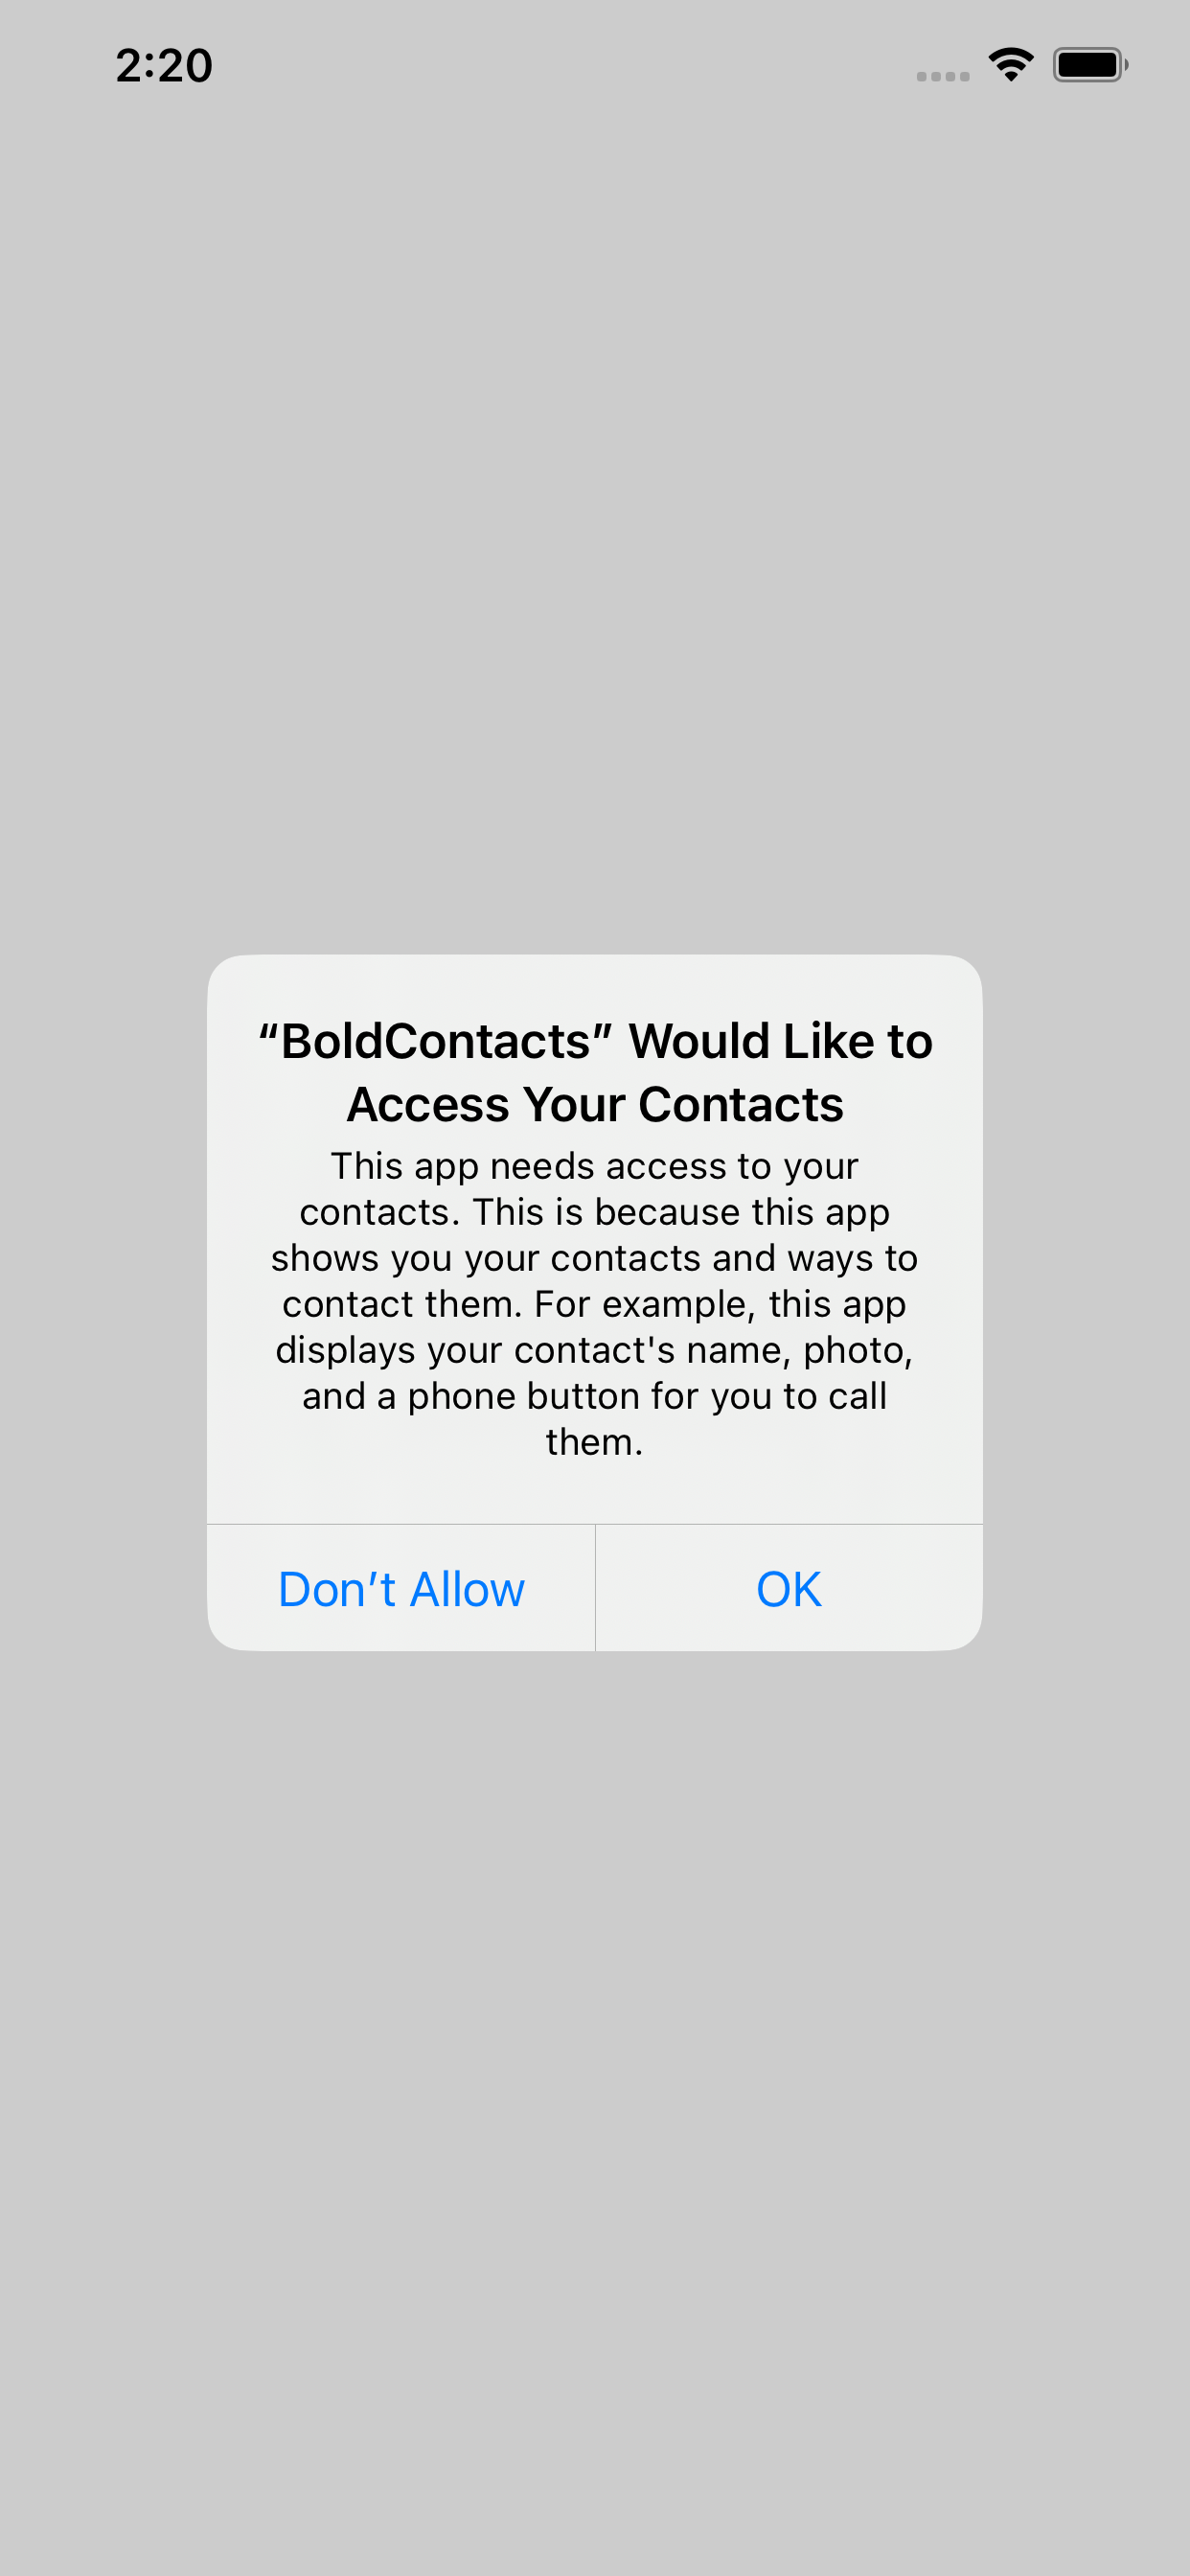 2:20
“BoldContacts” Would Like to
Access Your Contacts
This app needs access to your
contacts. This is because this app
shows you your contacts and ways to
contact them. For example, this app
displays your contact's name, photo,
and a phone button for you to call
them.
Don’t Allow
OK